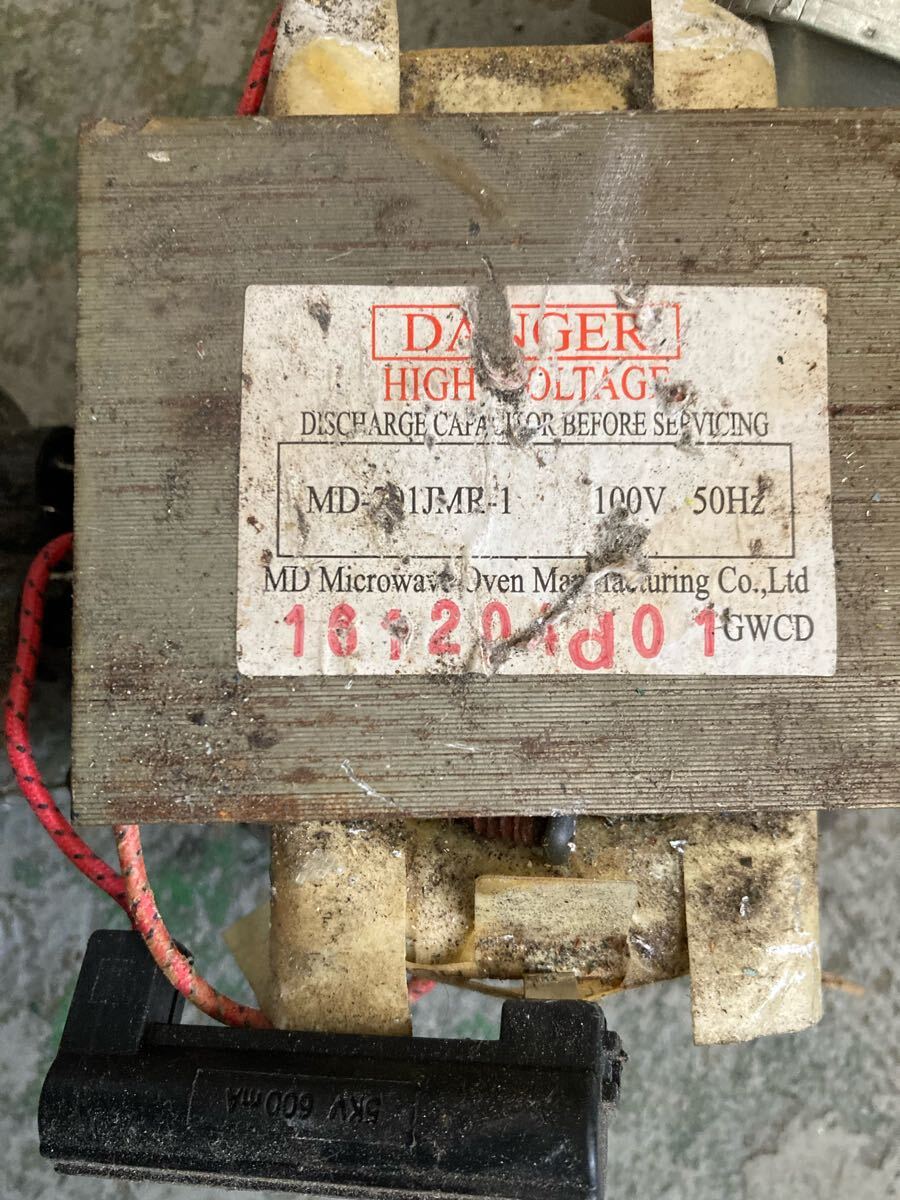 DANGER
HIGH VOLTAGE
DISCHARGE CAPACITOR BEFORE SERVICING
MD-701JMR-1 100V 50Hz
MD Microwave Oven Manufacturing Co.,Ltd
161204d01 GWCD
5KV 600mA